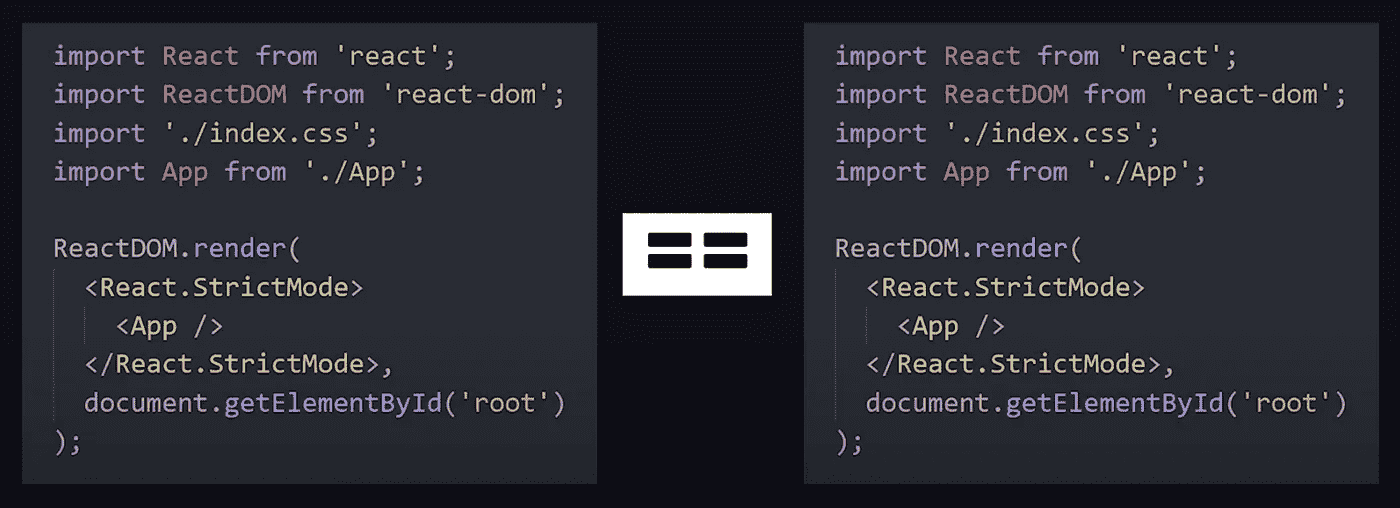 import React from 'react';
import ReactDOM from 'react-dom';
import './index.css';
import App from './App';

ReactDOM.render(
  <React.StrictMode>
    <App />
  </React.StrictMode>,
  document.getElementById('root')
);
==
import React from 'react';
import ReactDOM from 'react-dom';
import './index.css';
import App from './App';

ReactDOM.render(
  <React.StrictMode>
    <App />
  </React.StrictMode>,
  document.getElementById('root')
);